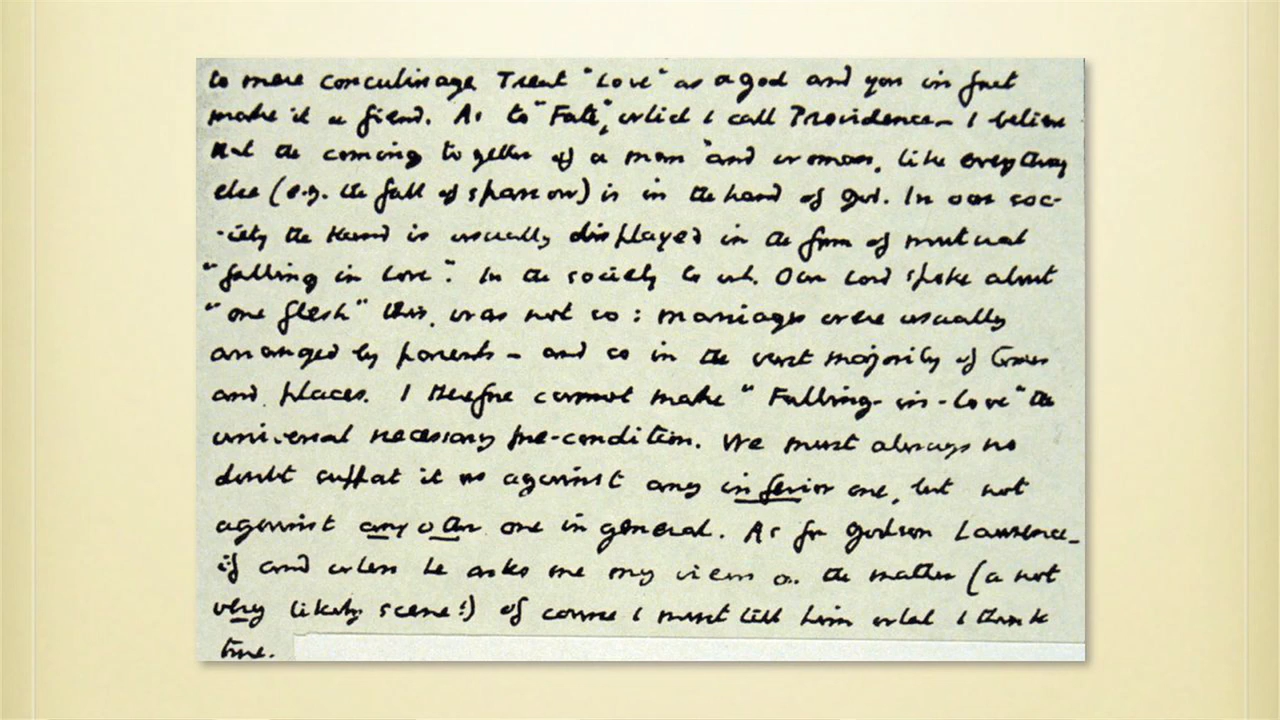 to mere concubinage Treat "Love" as a god and you in fact
make it a fiend. As to "Fate", which I call Providence – I believe
that the coming together of a man and woman, like everything
else (e.g. the fall of sparrow) is in the hand of God. In our soc-
-iety the Hand is usually displayed in the form of mutual
"falling in love". In the society to wh. Our Lord spoke about
"one flesh" this, was not so : marriages were usually
arranged by parents – and so in the vast majority of times
and places. I therefore cannot make "Falling-in-love" the
universal necessary pre-condition. We must always no
doubt support it as against any inferior one, but not
against any other one in general. As for godson Lawrence –
if and when he asks me my views on the matter (a not
very likely scene!) of course I must tell him what I think
true.